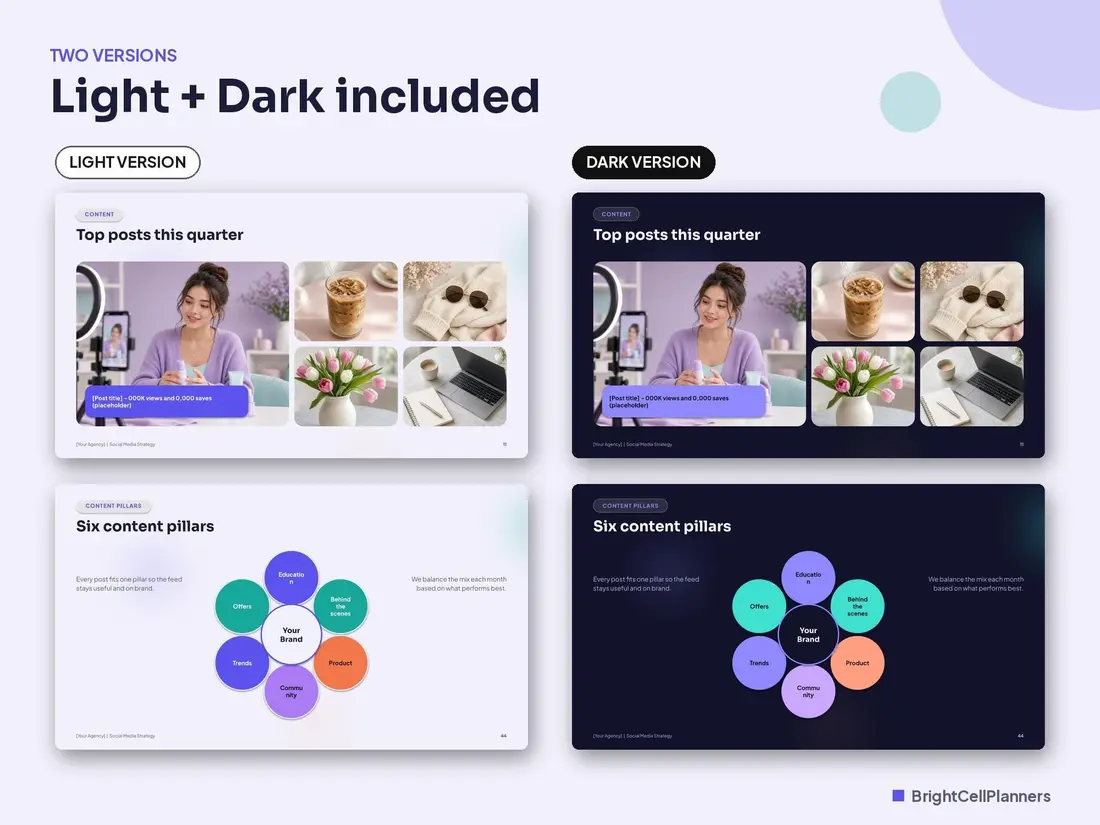 TWO VERSIONS
Light + Dark included
LIGHT VERSION
CONTENT
Top posts this quarter
[Post title] – 000K views and 0,000 saves
(placeholder)
[Your Agency] | Social Media Strategy
DARK VERSION
CONTENT
Top posts this quarter
[Post title] – 000K views and 0,000 saves
(placeholder)
[Your Agency] | Social Media Strategy
CONTENT PILLARS
Six content pillars
Every post fits one pillar so the feed
stays useful and on brand.
Educatio
n
Offers
Behind
the
scenes
Your
Brand
Trends
Product
Commu
nity
We balance the mix each month
based on what performs best.
[Your Agency] | Social Media Strategy
44
CONTENT PILLARS
Six content pillars
Every post fits one pillar so the feed
stays useful and on brand.
Educatio
n
Offers
Behind
the
scenes
Your
Brand
Trends
Product
Commu
nity
We balance the mix each month
based on what performs best.
[Your Agency] | Social Media Strategy
44
BrightCellPlanners